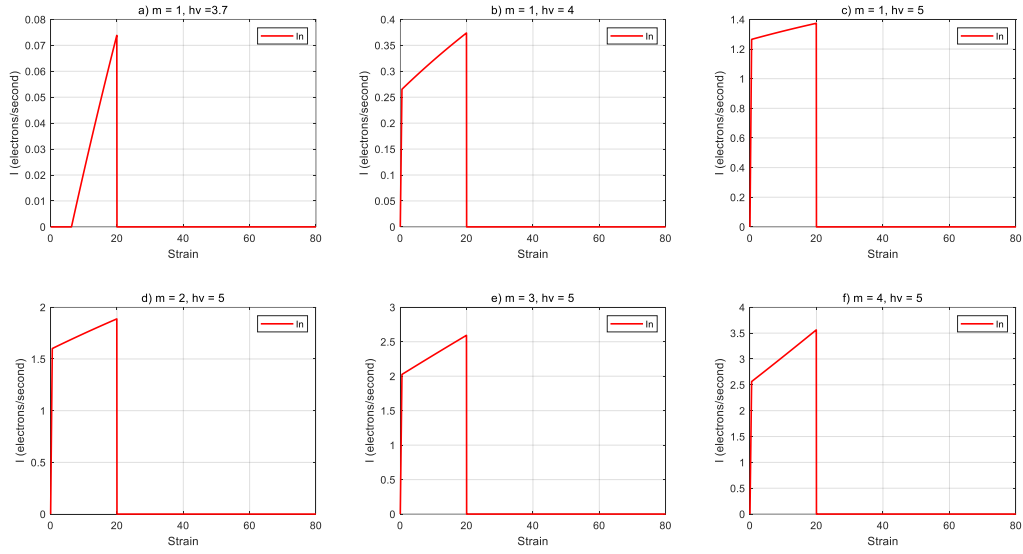 a) m = 1, hv =3.7
0.08
0.07
0.06
0.05
0.04
0.03
0.02
0.01
0
I (electrons/second)
In
0 20 40 60 80
Strain
b) m = 1, hv = 4
0.4
0.35
0.3
0.25
0.2
0.15
0.1
0.05
0
I (electrons/second)
In
0 20 40 60 80
Strain
c) m = 1, hv = 5
1.4
1.2
1
0.8
0.6
0.4
0.2
0
I (electrons/second)
In
0 20 40 60 80
Strain
d) m = 2, hv = 5
2
1.5
1
0.5
0
I (electrons/second)
In
0 20 40 60 80
Strain
e) m = 3, hv = 5
3
2.5
2
1.5
1
0.5
0
I (electrons/second)
In
0 20 40 60 80
Strain
f) m = 4, hv = 5
4
3.5
3
2.5
2
1.5
1
0.5
0
I (electrons/second)
In
0 20 40 60 80
Strain